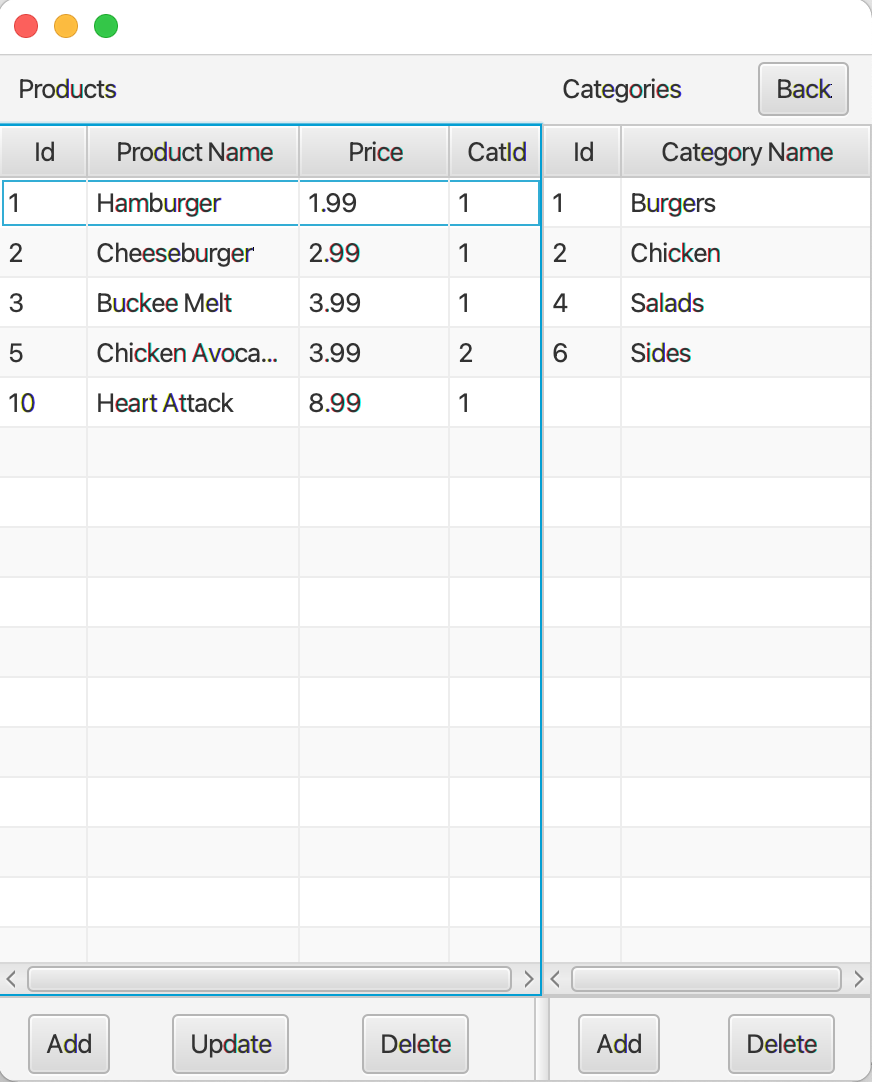 Products Categories Back
Id Product Name Price CatId Id Category Name
1 Hamburger 1.99 1 1 Burgers
2 Cheeseburger 2.99 1 2 Chicken
3 Buckee Melt 3.99 1 4 Salads
5 Chicken Avoca... 3.99 2 6 Sides
10 Heart Attack 8.99 1
Add Update Delete Add Delete